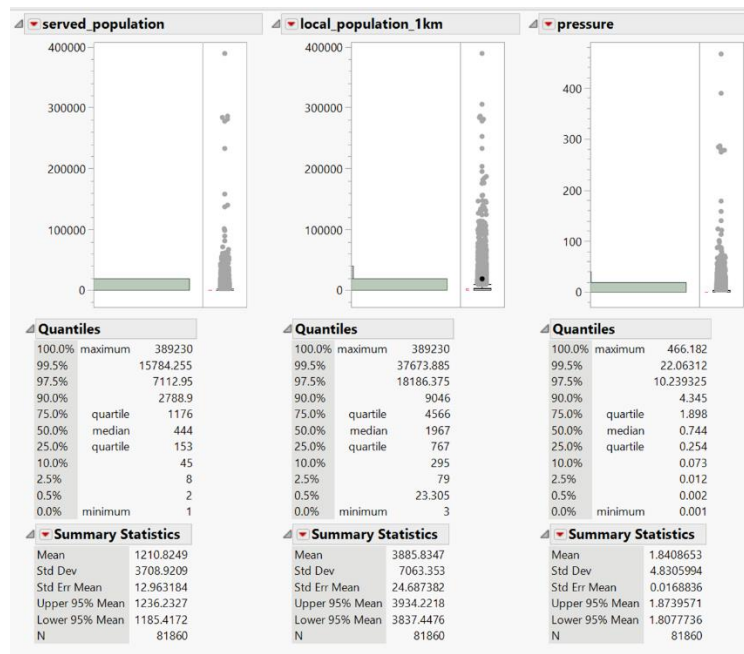 served_population
400000
300000
200000
100000
0
Quantiles
100.0% maximum 389230
99.5% 15784.255
97.5% 7112.95
90.0% 2788.9
75.0% quartile 1176
50.0% median 444
25.0% quartile 153
10.0% 45
2.5% 8
0.5% 2
0.0% minimum 1
Summary Statistics
Mean 1210.8249
Std Dev 3708.9209
Std Err Mean 12.963184
Upper 95% Mean 1236.2327
Lower 95% Mean 1185.4172
N 81860
local_population_1km
400000
300000
200000
100000
0
Quantiles
100.0% maximum 389230
99.5% 37673.885
97.5% 18186.375
90.0% 9046
75.0% quartile 4566
50.0% median 1967
25.0% quartile 767
10.0% 295
2.5% 79
0.5% 23.305
0.0% minimum 3
Summary Statistics
Mean 3885.8347
Std Dev 7063.353
Std Err Mean 24.687382
Upper 95% Mean 3934.2218
Lower 95% Mean 3837.4476
N 81860
pressure
400
300
200
100
0
Quantiles
100.0% maximum 466.182
99.5% 22.06312
97.5% 10.239325
90.0% 4.345
75.0% quartile 1.898
50.0% median 0.744
25.0% quartile 0.254
10.0% 0.073
2.5% 0.012
0.5% 0.002
0.0% minimum 0.001
Summary Statistics
Mean 1.8408653
Std Dev 4.8305994
Std Err Mean 0.0168836
Upper 95% Mean 1.8739571
Lower 95% Mean 1.8077736
N 81860